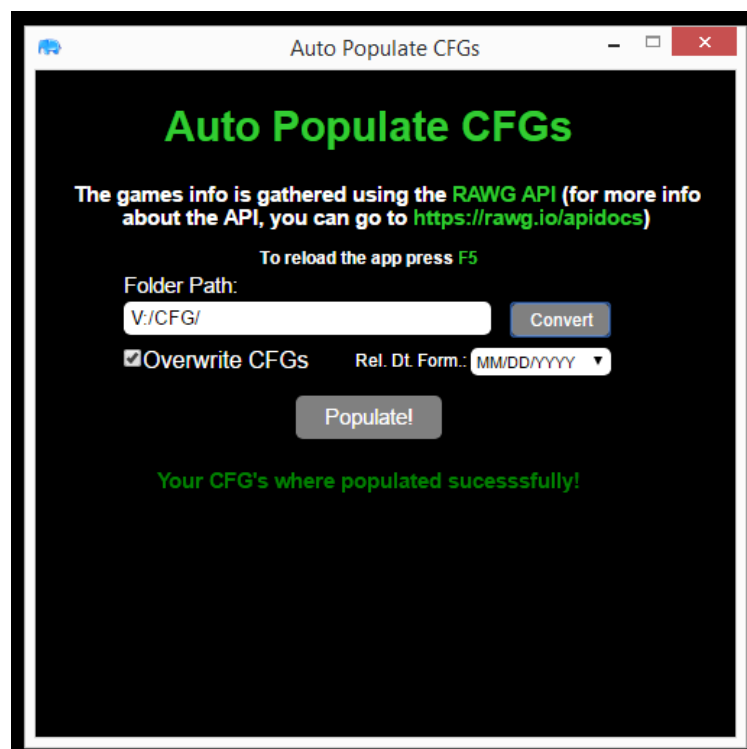 Auto Populate CFGs
Auto Populate CFGs
The games info is gathered using the RAWG API (for more info
about the API, you can go to https://rawg.io/apidocs)
To reload the app press F5
Folder Path:
V:/CFG/
Convert
Overwrite CFGs
Rel. Dt. Form.: MM/DD/YYYY
Populate!
Your CFG's where populated sucesssfully!